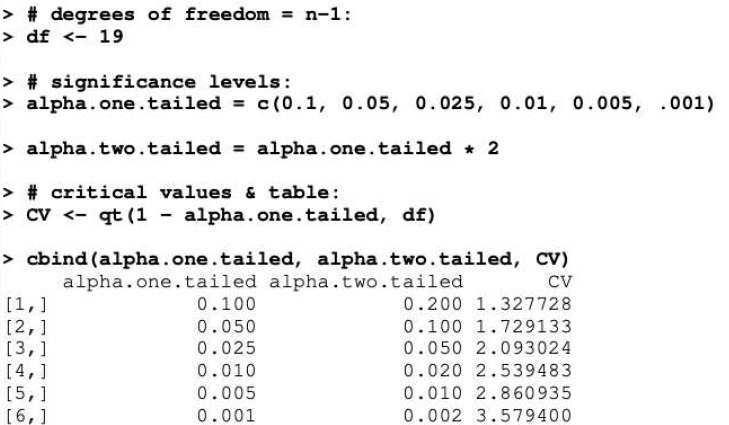 > # degrees of freedom = n-1:
> df <- 19
> # significance levels:
> alpha.one.tailed = c(0.1, 0.05, 0.025, 0.01, 0.005, .001)
> alpha.two.tailed = alpha.one.tailed * 2
> # critical values & table:
> CV <- qt(1 - alpha.one.tailed, df)
> cbind(alpha.one.tailed, alpha.two.tailed, CV)
     alpha.one.tailed alpha.two.tailed       CV
[1,]            0.100            0.200 1.327728
[2,]            0.050            0.100 1.729133
[3,]            0.025            0.050 2.093024
[4,]            0.010            0.020 2.539483
[5,]            0.005            0.010 2.860935
[6,]            0.001            0.002 3.579400